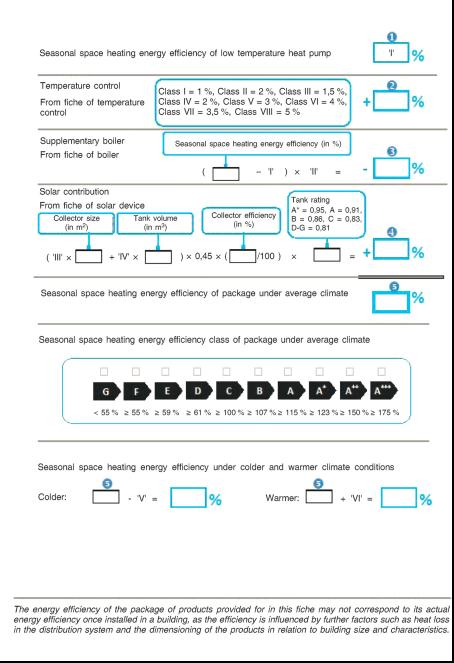 1
Seasonal space heating energy efficiency of low temperature heat pump
'I' %
Temperature control
From fiche of temperature control
Class I = 1 %, Class II = 2 %, Class III = 1,5 %,
Class IV = 2 %, Class V = 3 %, Class VI = 4 %,
Class VII = 3,5 %, Class VIII = 5 %
2
+ %
Supplementary boiler
From fiche of boiler
Seasonal space heating energy efficiency (in %)
3
( - 'I' ) × 'II' = - %
Solar contribution
From fiche of solar device
Collector size
(in m²)
Tank volume
(in m³)
Collector efficiency
(in %)
Tank rating
A* = 0,95, A = 0,91,
B = 0,86, C = 0,83,
D-G = 0,81
4
( 'III' × + 'IV' × ) × 0,45 × ( /100 ) × = + %
5
Seasonal space heating energy efficiency of package under average climate
%
Seasonal space heating energy efficiency class of package under average climate
G F E D C B A A⁺ A⁺⁺ A⁺⁺⁺
< 55 % ≥ 55 % ≥ 59 % ≥ 61 % ≥ 100 % ≥ 107 % ≥ 115 % ≥ 123 % ≥ 150 % ≥ 175 %
Seasonal space heating energy efficiency under colder and warmer climate conditions
5 5
Colder: - 'V' = % Warmer: + 'VI' = %
The energy efficiency of the package of products provided for in this fiche may not correspond to its actual
energy efficiency once installed in a building, as the efficiency is influenced by further factors such as heat loss
in the distribution system and the dimensioning of the products in relation to building size and characteristics.